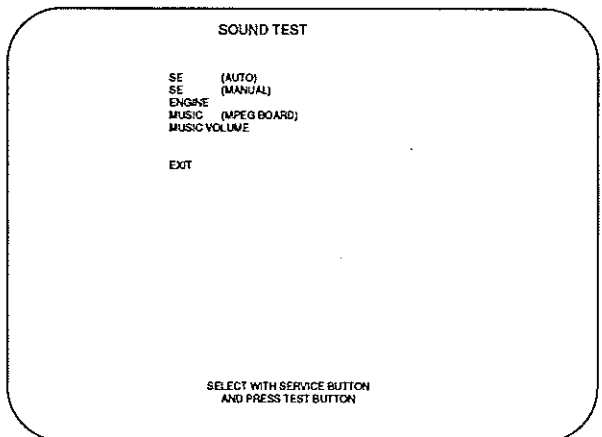 SOUND TEST
SE (AUTO)
SE (MANUAL)
ENGINE
MUSIC (MPEG BOARD)
MUSIC VOLUME
EXIT
SELECT WITH SERVICE BUTTON
AND PRESS TEST BUTTON